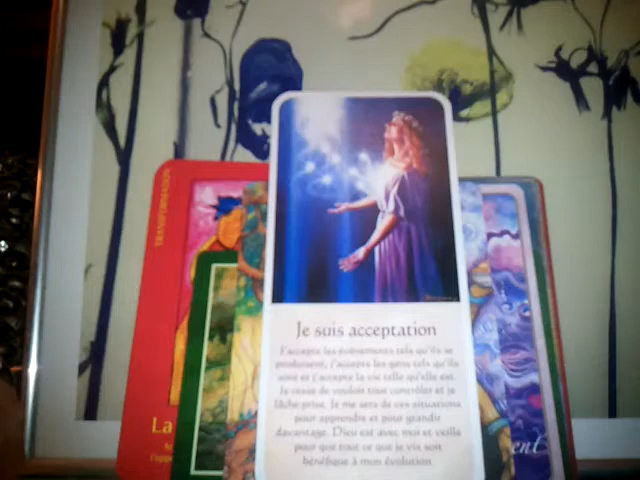 TRANSFORMATION
Je suis acceptation
J'accepte les événements tels qu'ils se
produisent, j'accepte les gens tels qu'ils
sont et j'accepte la vie telle qu'elle est.
Je cesse de vouloir tout contrôler et je
lâche prise. Je me sers de ces situations
pour apprendre et pour grandir
davantage. Dieu est avec moi et veille
pour que tout ce que je vis soit
bénéfique à mon évolution
La
ent